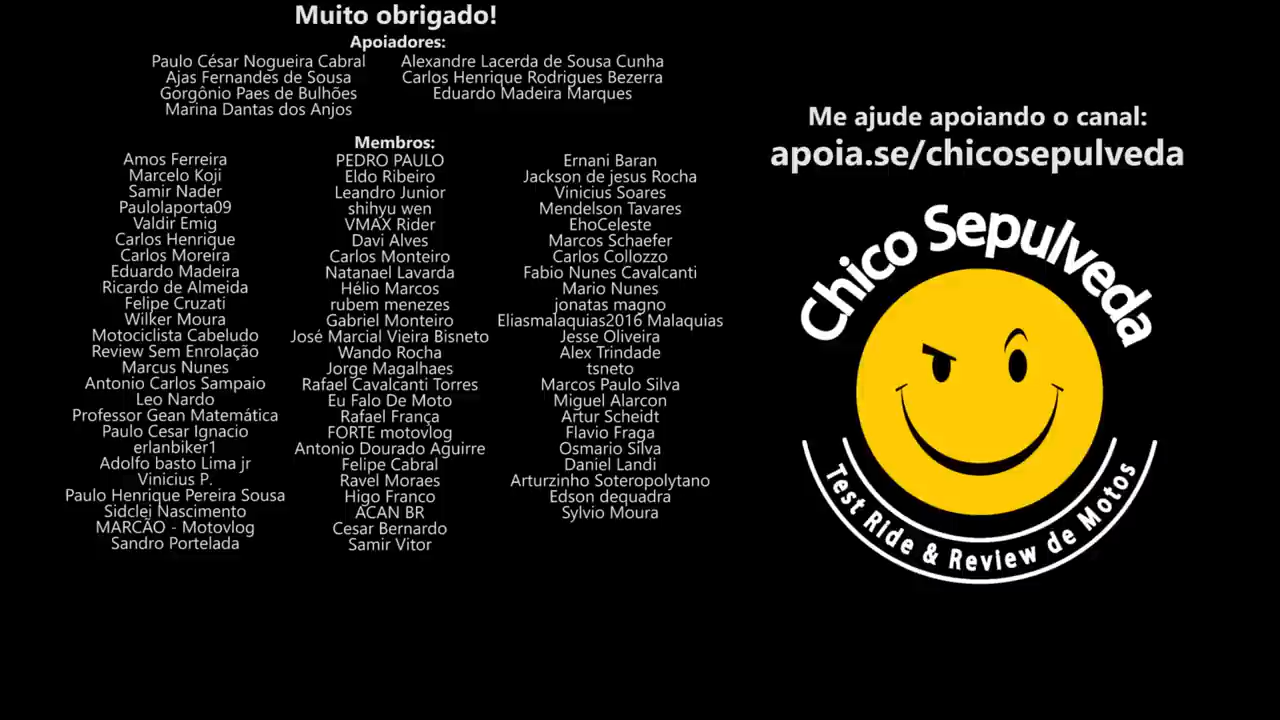 Muito obrigado!
Apoiadores:
Paulo César Nogueira Cabral
Ajas Fernandes de Sousa
Gorgônio Paes de Bulhões
Marina Dantas dos Anjos
Alexandre Lacerda de Sousa Cunha
Carlos Henrique Rodrigues Bezerra
Eduardo Madeira Marques
Membros:
Amos Ferreira
Marcelo Koji
Samir Nader
Paulolaporta09
Valdir Emig
Carlos Henrique
Carlos Moreira
Eduardo Madeira
Ricardo de Almeida
Felipe Cruzati
Wilker Moura
Motociclista Cabeludo
Review Sem Enrolação
Marcus Nunes
Antonio Carlos Sampaio
Leo Nardo
Professor Gean Matemática
Paulo Cesar Ignacio
erlanbiker1
Adolfo basto Lima jr
Vinicius P.
Paulo Henrique Pereira Sousa
Sidclei Nascimento
MARCÃO - Motovlog
Sandro Portelada
PEDRO PAULO
Eldo Ribeiro
Leandro Junior
shihyu wen
VMAX Rider
Davi Alves
Carlos Monteiro
Natanael Lavarda
Hélio Marcos
rubem menezes
Gabriel Monteiro
José Marcial Vieira Bisneto
Wando Rocha
Jorge Magalhaes
Rafael Cavalcanti Torres
Eu Falo De Moto
Rafael França
FORTE motovlog
Antonio Dourado Aguirre
Felipe Cabral
Ravel Moraes
Higo Franco
ACAN BR
Cesar Bernardo
Samir Vitor
Ernani Baran
Jackson de jesus Rocha
Vinicius Soares
Mendelson Tavares
EhoCeleste
Marcos Schaefer
Carlos Collozzo
Fabio Nunes Cavalcanti
Mario Nunes
jonatas magno
Eliasmalaquias2016 Malaquias
Jesse Oliveira
Alex Trindade
tsneto
Marcos Paulo Silva
Miguel Alarcon
Artur Scheidt
Flavio Fraga
Osmario Silva
Daniel Landi
Arturzinho Soteropolytano
Edson dequadra
Sylvio Moura
Me ajude apoiando o canal:
apoia.se/chicosepulveda
Chico Sepulveda
Test Ride & Review de Motos